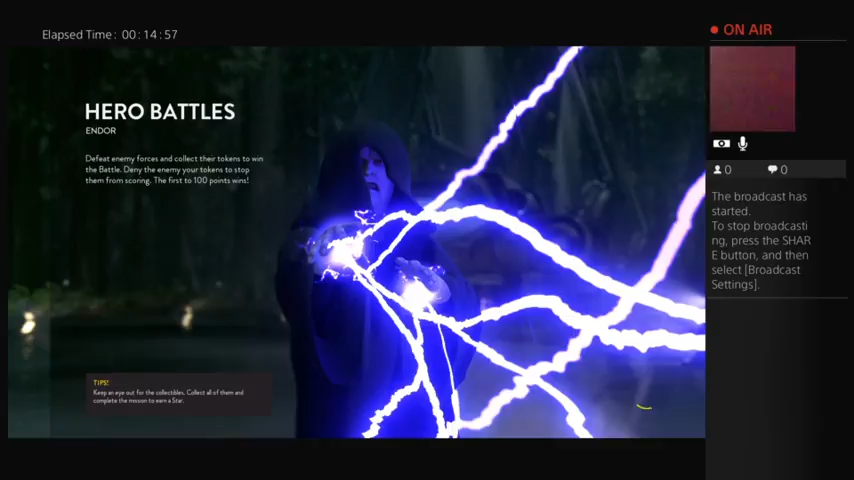 Elapsed Time: 00:14:57
ON AIR
HERO BATTLES
ENDOR
Defeat enemy forces and collect their tokens to win
the Battle. Deny the enemy your tokens to stop
them from scoring. The first to 100 points wins!
TIPS!
Keep an eye out for the collectibles. Collect all of them and
complete the mission to earn a Star.
0
0
The broadcast has
started.
To stop broadcasti
ng, press the SHAR
E button, and then
select [Broadcast
Settings].